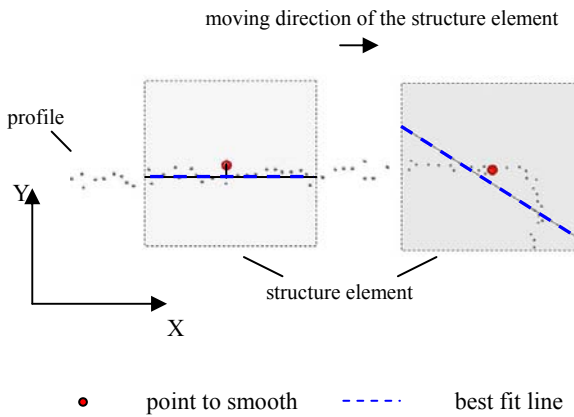 moving direction of the structure element
profile
Y
structure element
X
point to smooth
best fit line